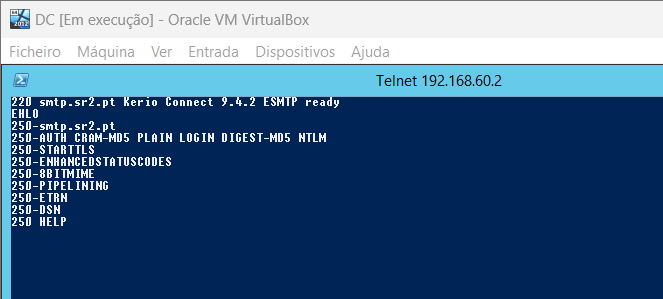 DC [Em execução] - Oracle VM VirtualBox
Ficheiro Máquina Ver Entrada Dispositivos Ajuda
Telnet 192.168.60.2
220 smtp.sr2.pt Kerio Connect 9.4.2 ESMTP ready
EHLO
250-smtp.sr2.pt
250-AUTH CRAM-MD5 PLAIN LOGIN DIGEST-MD5 NTLM
250-STARTTLS
250-ENHANCEDSTATUSCODES
250-8BITMIME
250-PIPELINING
250-ETRN
250-DSN
250 HELP